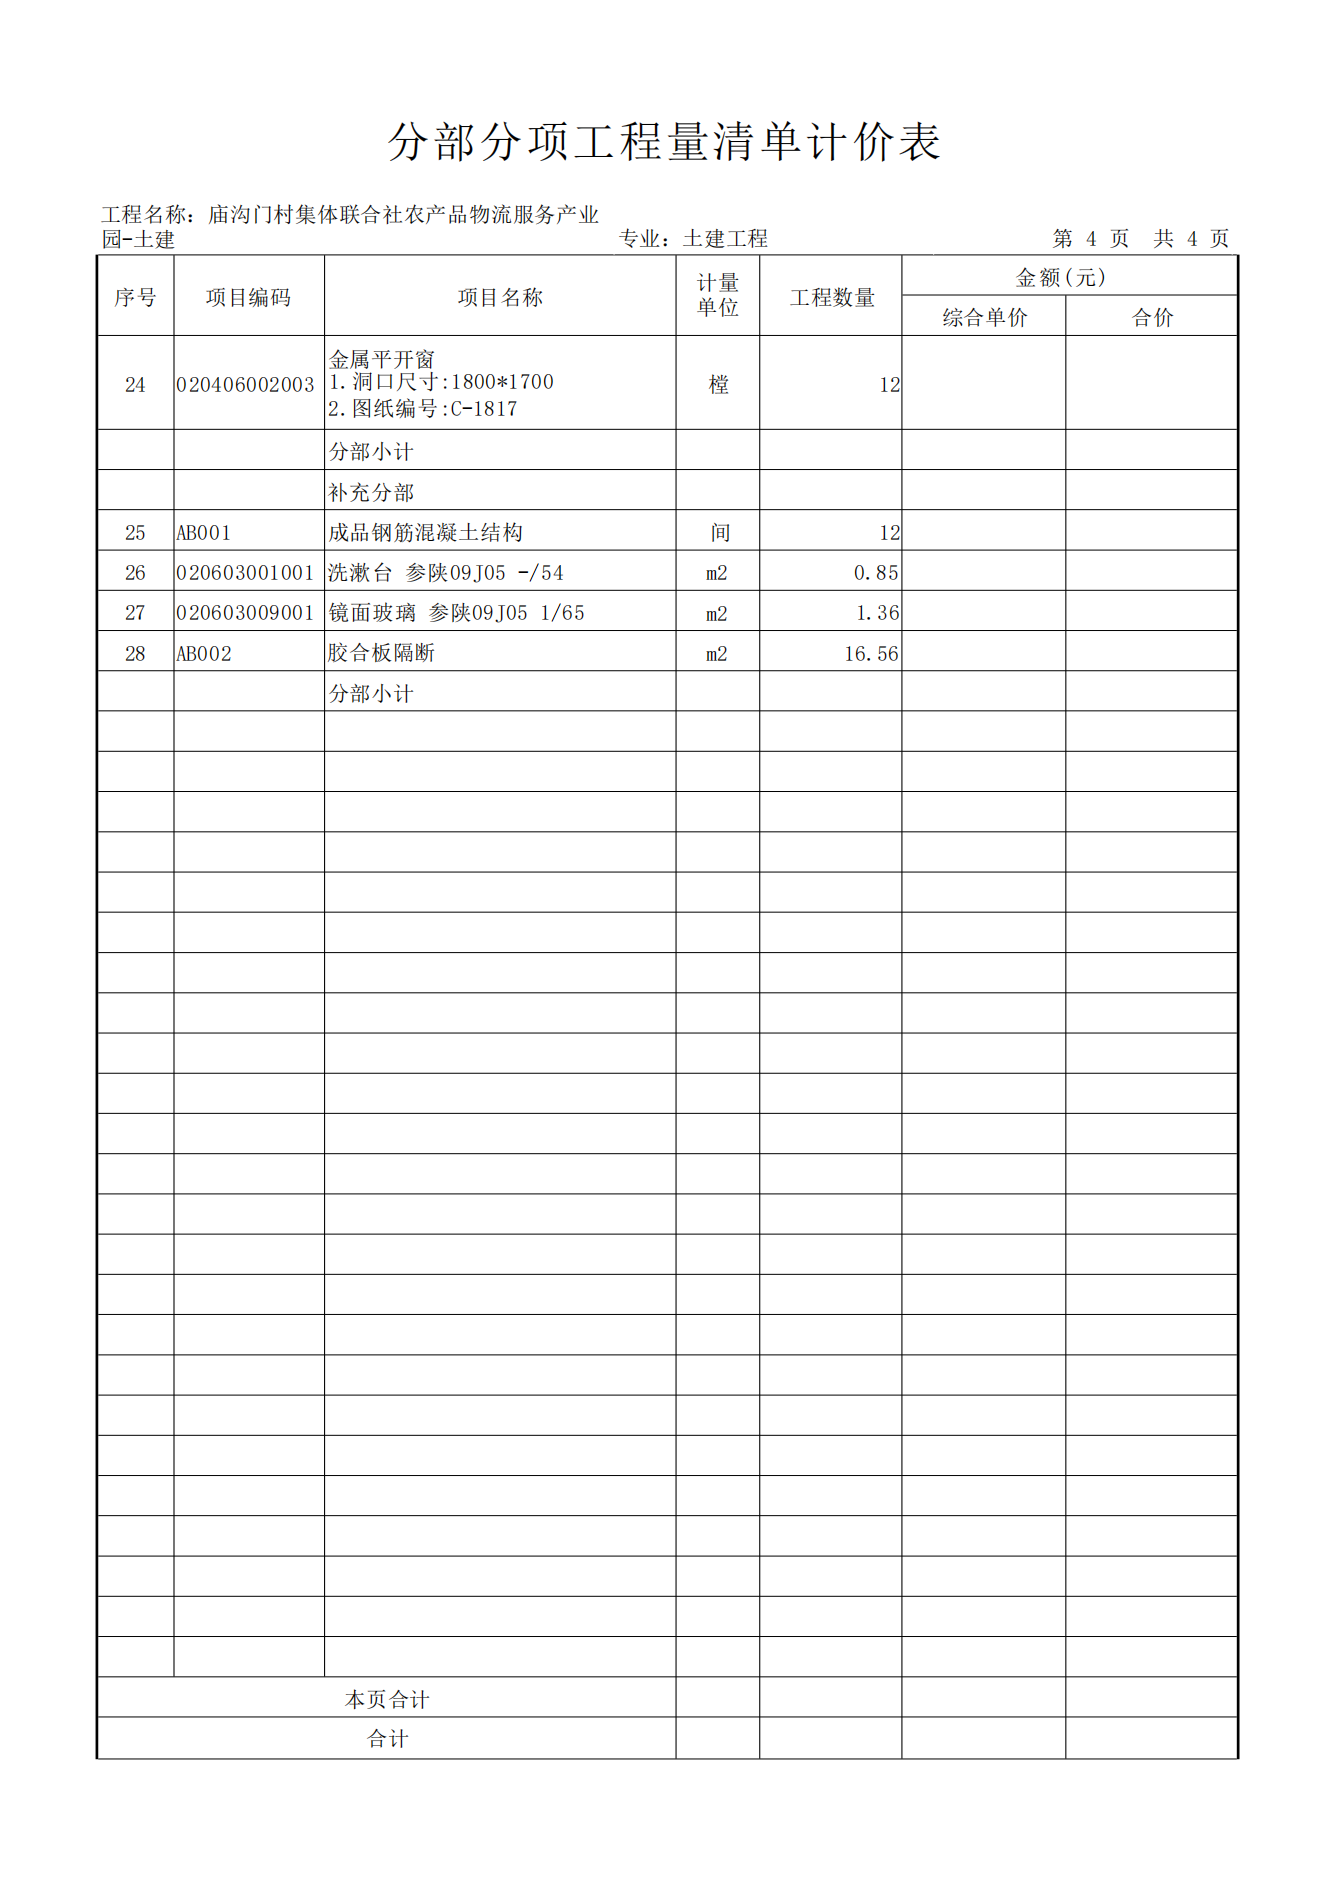 分部分项工程量清单计价表
工程名称：庙沟门村集体联合社农产品物流服务产业
园-土建 专业：土建工程 第 4 页 共 4 页
序号 项目编码 项目名称 计量 单位 工程数量 金额(元)
综合单价 合价
24 020406002003 金属平开窗 樘 12
1.洞口尺寸:1800*1700
2.图纸编号:C-1817
分部小计
补充分部
25 AB001 成品钢筋混凝土结构 间 12
26 020603001001 洗漱台 参陕09J05 -/54 m2 0.85
27 020603009001 镜面玻璃 参陕09J05 1/65 m2 1.36
28 AB002 胶合板隔断 m2 16.56
分部小计
本页合计
合计